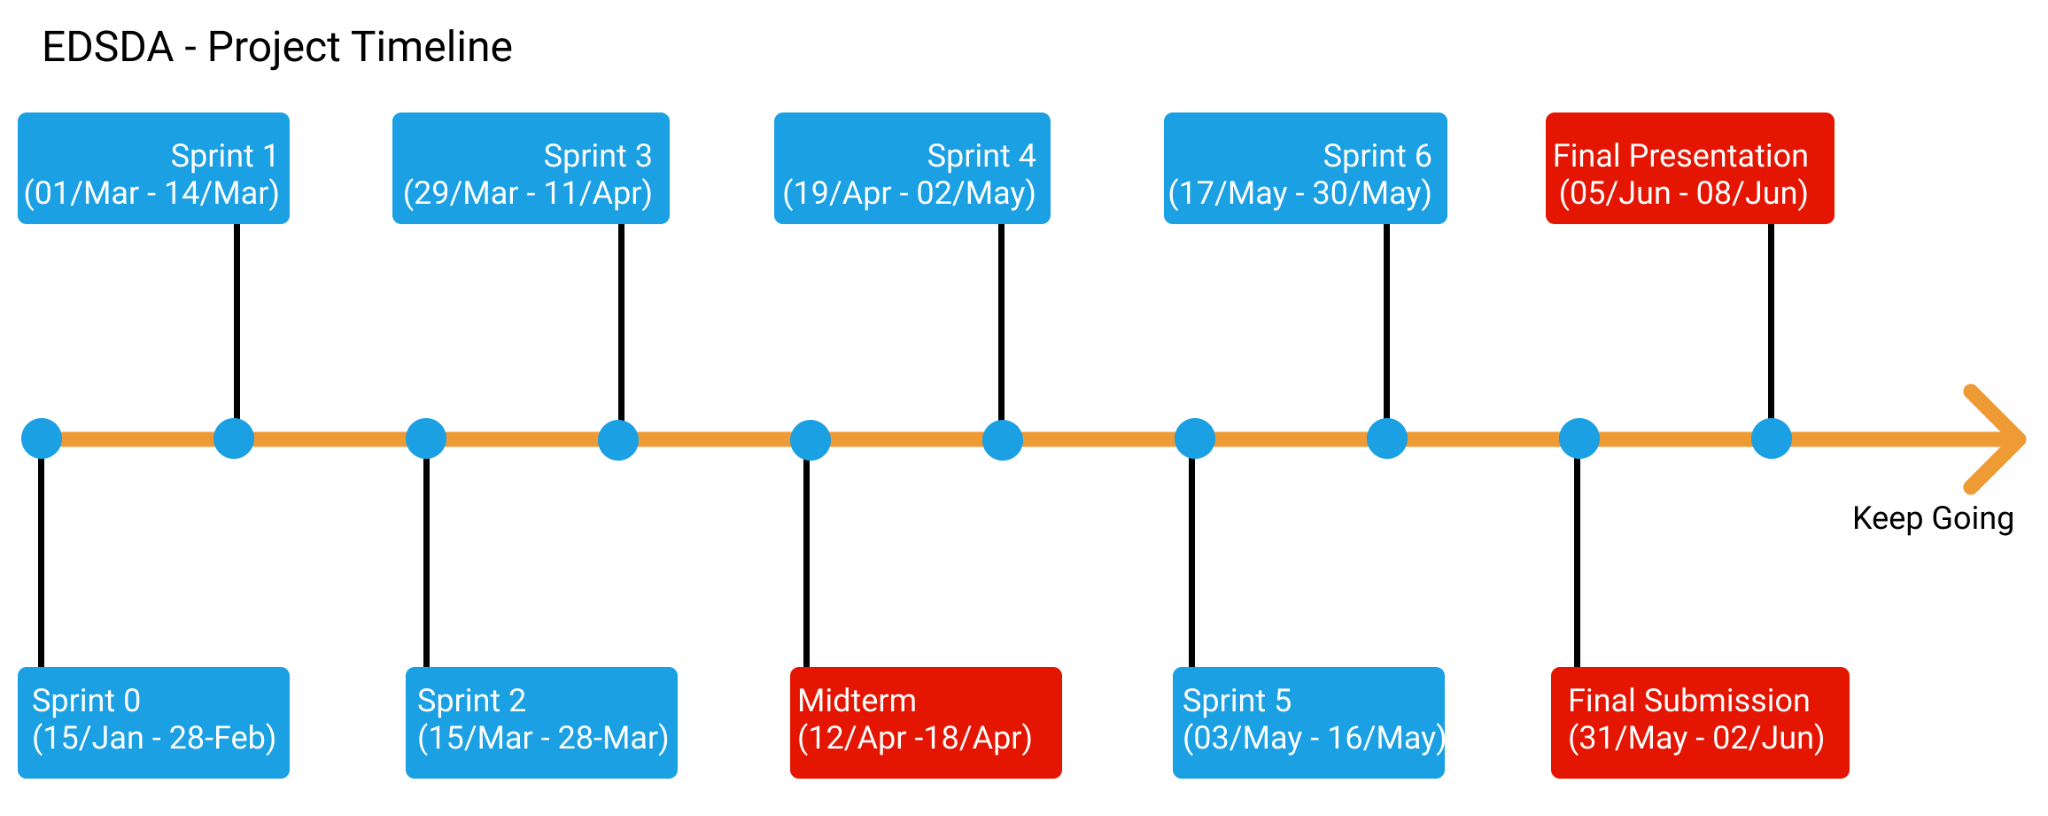 EDSDA - Project Timeline
Sprint 1
(01/Mar - 14/Mar)
Sprint 3
(29/Mar - 11/Apr)
Sprint 4
(19/Apr - 02/May)
Sprint 6
(17/May - 30/May)
Final Presentation
(05/Jun - 08/Jun)
Keep Going
Sprint 0
(15/Jan - 28-Feb)
Sprint 2
(15/Mar - 28-Mar)
Midterm
(12/Apr -18/Apr)
Sprint 5
(03/May - 16/May)
Final Submission
(31/May - 02/Jun)